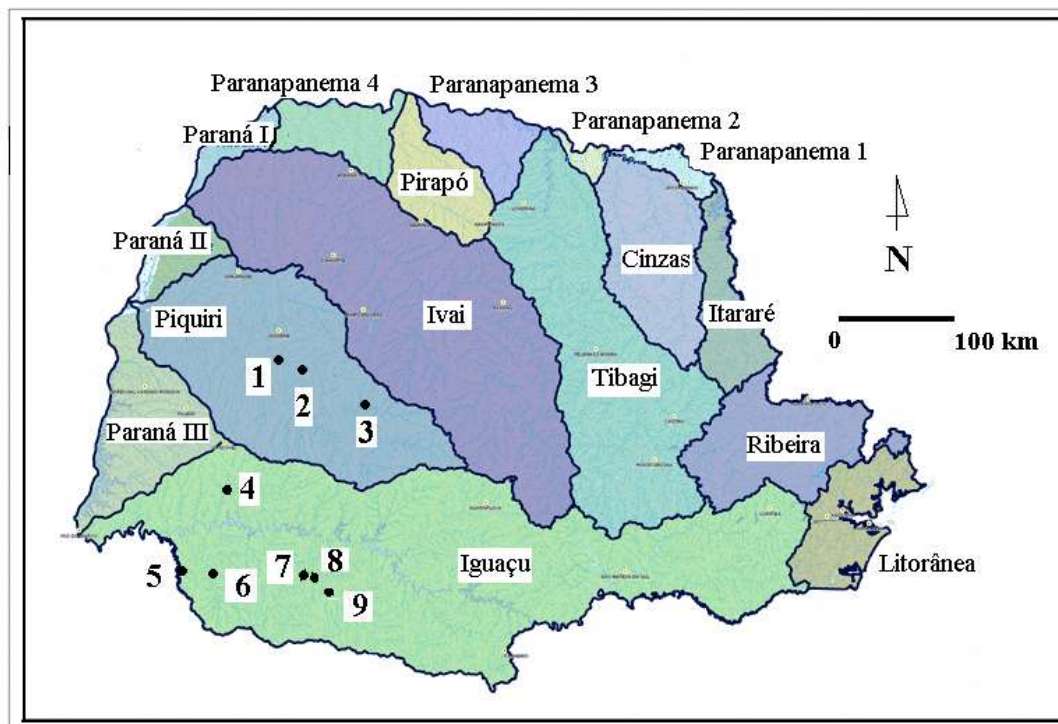 Paranapanema 4
Paranapanema 3
Paranapanema 2
Paranapanema 1
Paraná I
Pirapó
Paraná II
Cinzas
N
Piquiri
Ivai
Itararé
0 100 km
1
2
3
Tibagi
Paraná III
Ribeira
4
Iguaçu
Litorânea
5
6
7
8
9